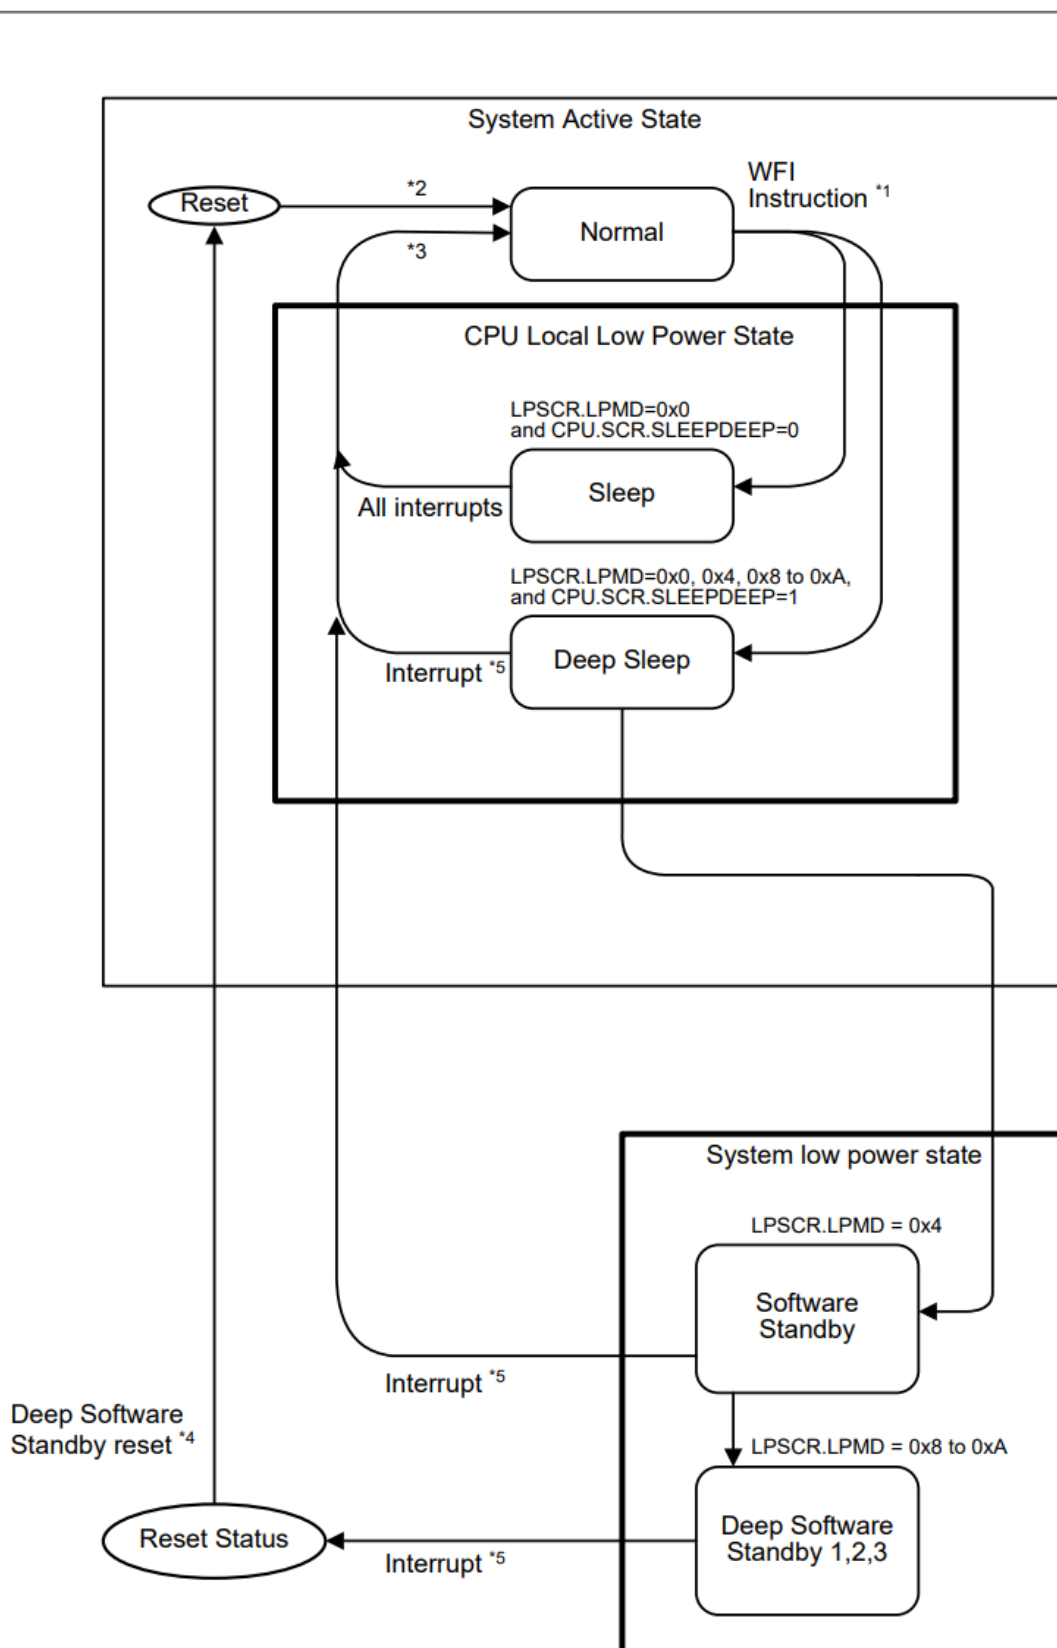 System Active State
WFI
Instruction *1
Reset
*2
Normal
*3
CPU Local Low Power State
LPSCR.LPMD=0x0
and CPU.SCR.SLEEPDEEP=0
Sleep
All interrupts
LPSCR.LPMD=0x0, 0x4, 0x8 to 0xA,
and CPU.SCR.SLEEPDEEP=1
Deep Sleep
Interrupt *5
System low power state
LPSCR.LPMD = 0x4
Software
Standby
Interrupt *5
Deep Software
Standby reset *4
LPSCR.LPMD = 0x8 to 0xA
Reset Status
Deep Software
Standby 1,2,3
Interrupt *5